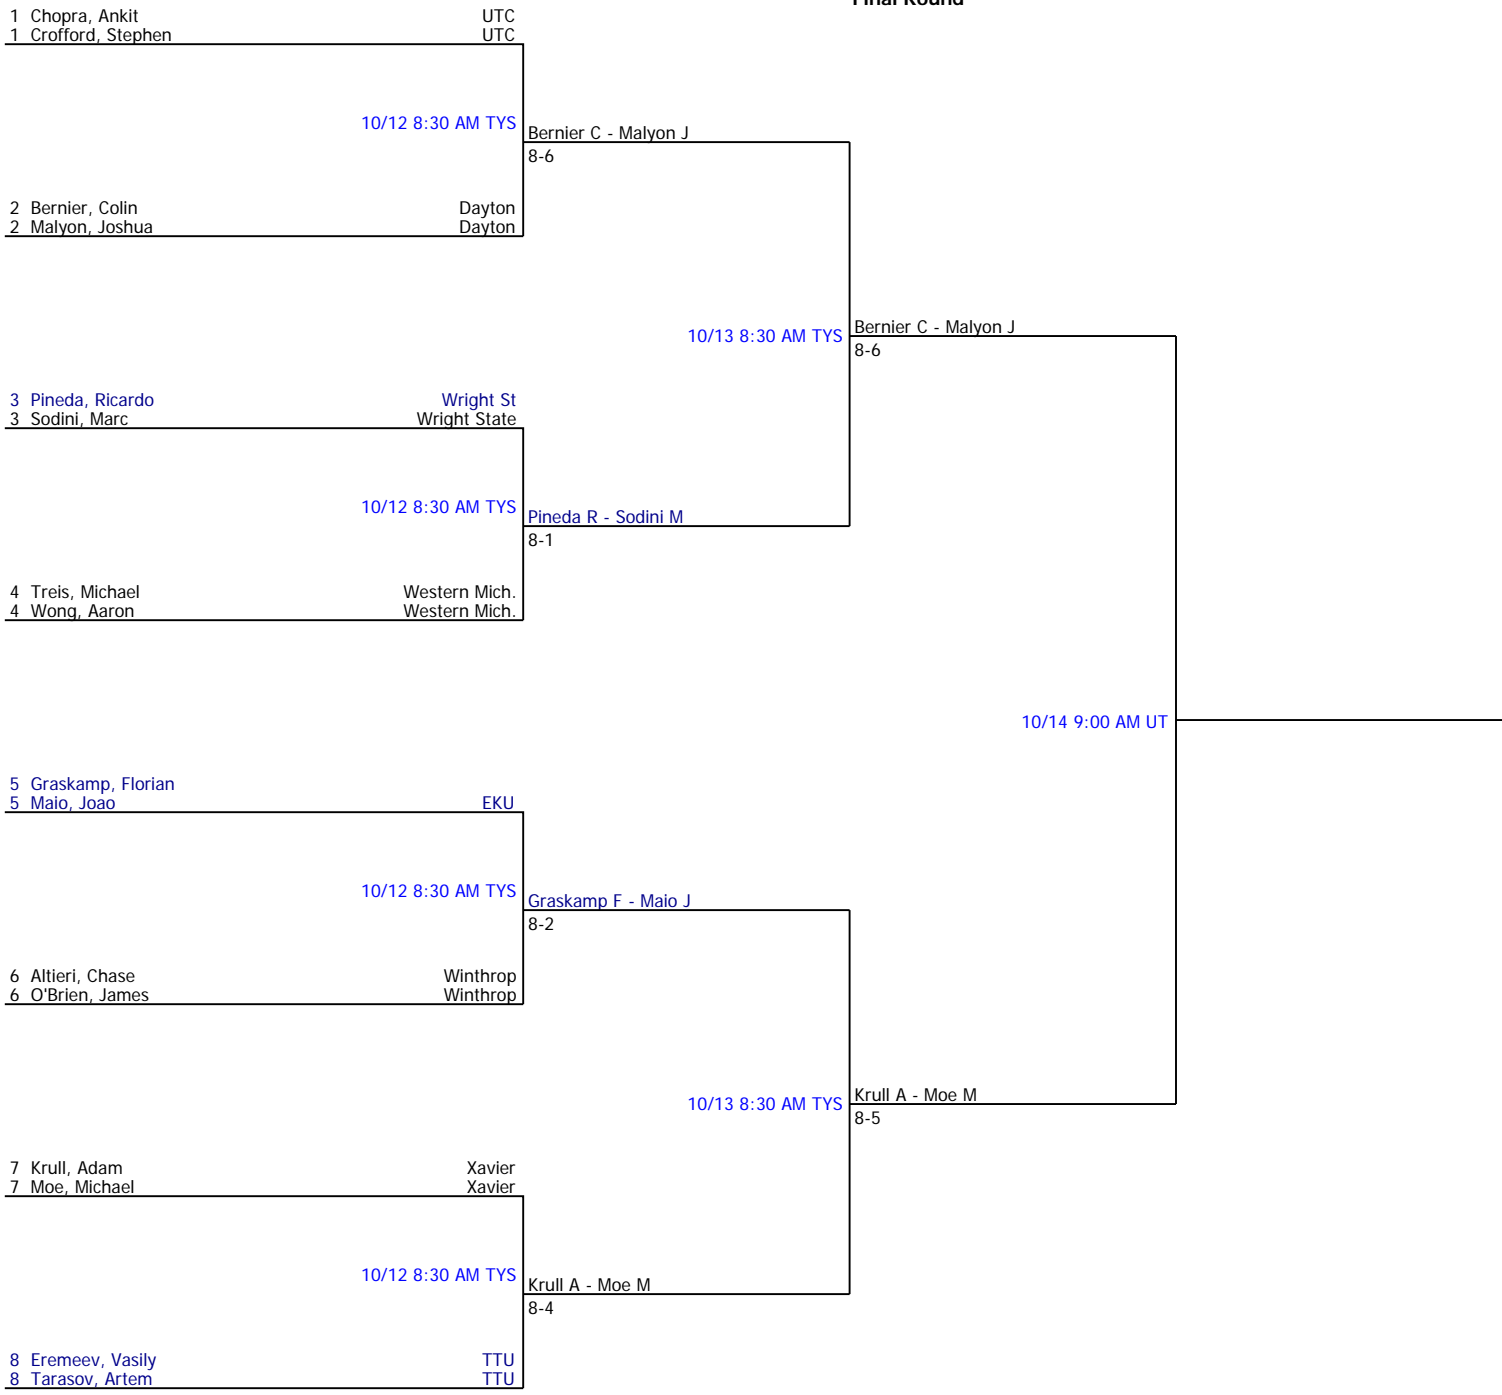 Final Round
1 Chopra, Ankit UTC
1 Crofford, Stephen UTC
10/12 8:30 AM TYS
Bernier C - Malyon J
8-6
2 Bernier, Colin Dayton
2 Malyon, Joshua Dayton
10/13 8:30 AM TYS
Bernier C - Malyon J
8-6
3 Pineda, Ricardo Wright St
3 Sodini, Marc Wright State
10/12 8:30 AM TYS
Pineda R - Sodini M
8-1
4 Treis, Michael Western Mich.
4 Wong, Aaron Western Mich.
10/14 9:00 AM UT
5 Graskamp, Florian
5 Maio, Joao EKU
10/12 8:30 AM TYS
Graskamp F - Maio J
8-2
6 Altieri, Chase Winthrop
6 O'Brien, James Winthrop
10/13 8:30 AM TYS
Krull A - Moe M
8-5
7 Krull, Adam Xavier
7 Moe, Michael Xavier
10/12 8:30 AM TYS
Krull A - Moe M
8-4
8 Eremeev, Vasily TTU
8 Tarasov, Artem TTU